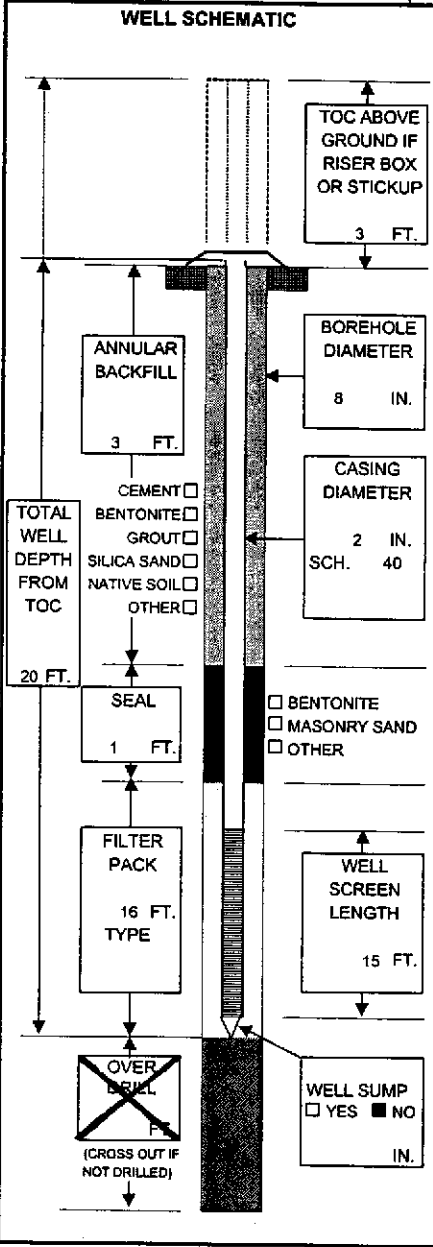 WELL SCHEMATIC
TOC ABOVE
GROUND IF
RISER BOX
OR STICKUP
3 FT.
ANNULAR
BACKFILL
3 FT.
BOREHOLE
DIAMETER
8 IN.
CEMENT □
BENTONITE □
GROUT □
SILICA SAND □
NATIVE SOIL □
OTHER □
CASING
DIAMETER
2 IN.
SCH. 40
TOTAL
WELL
DEPTH
FROM
TOC
20 FT.
SEAL
1 FT.
□ BENTONITE
□ MASONRY SAND
□ OTHER
FILTER
PACK
16 FT.
TYPE
WELL
SCREEN
LENGTH
15 FT.
OVER
DRILL
FT.
(CROSS OUT IF
NOT DRILLED)
WELL SUMP
□ YES ■ NO
IN.